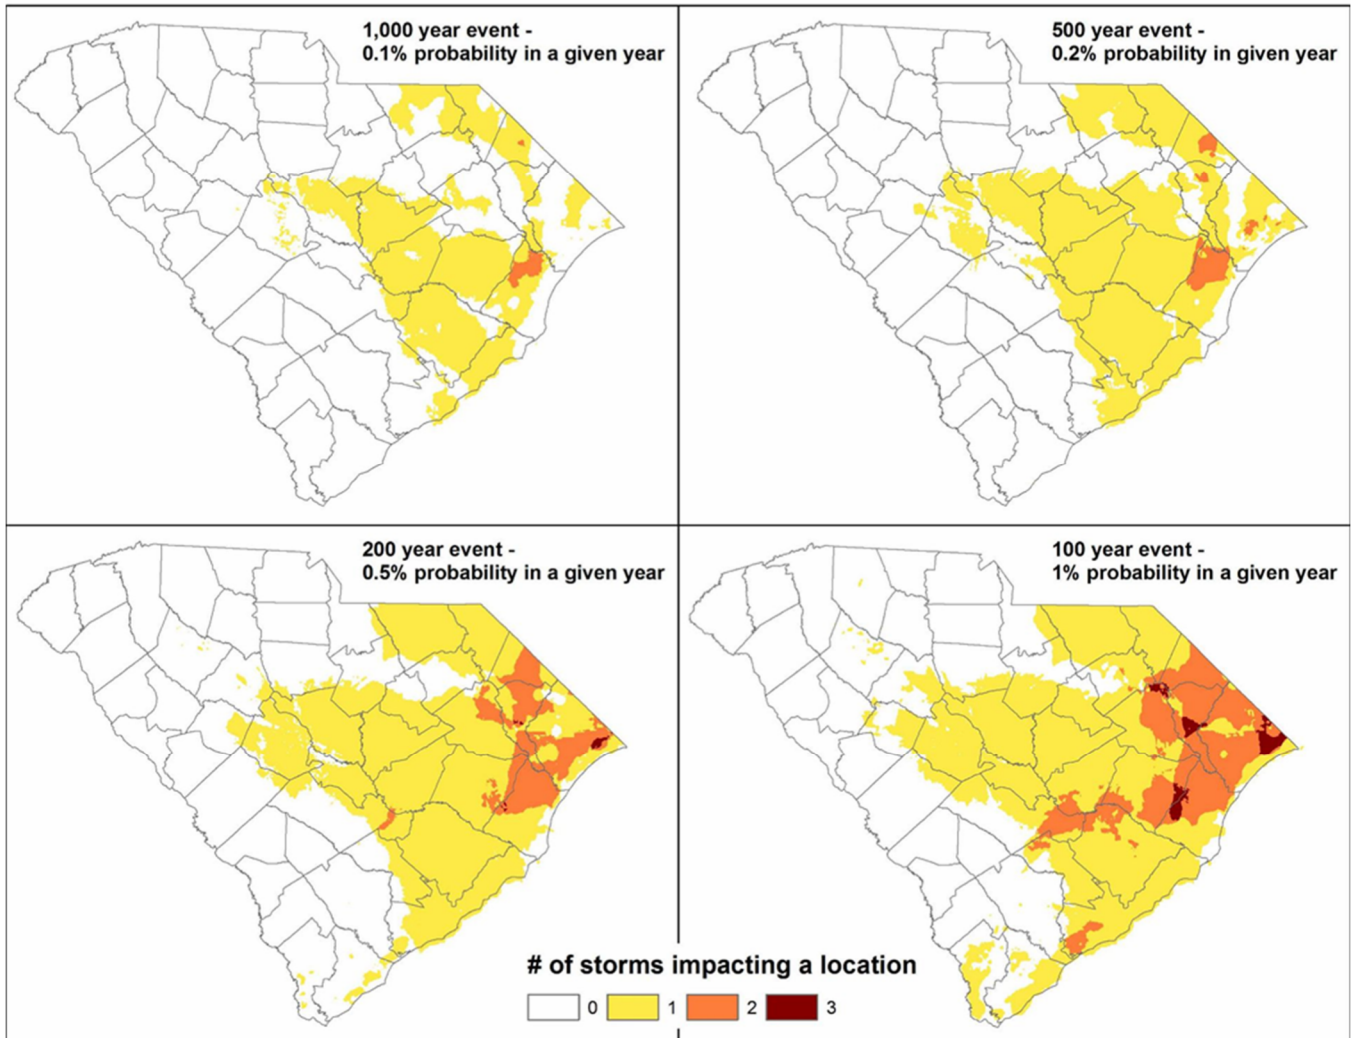 1,000 year event -
0.1% probability in a given year
500 year event -
0.2% probability in given year
200 year event -
0.5% probability in a given year
100 year event -
1% probability in a given year
# of storms impacting a location
0 1 2 3